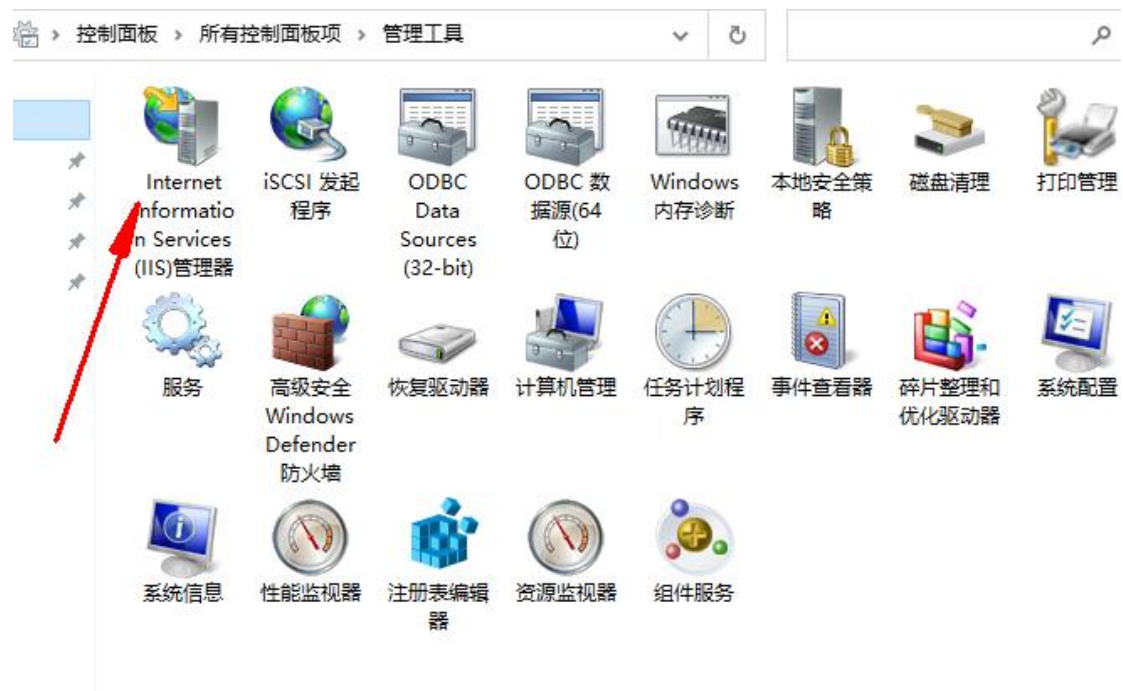 控制面板 › 所有控制面板项 › 管理工具
Internet
Informatio
n Services
(IIS)管理器
iSCSI 发起
程序
ODBC
Data
Sources
(32-bit)
ODBC 数
据源(64
位)
Windows
内存诊断
本地安全策
略
磁盘清理
打印管理
服务
高级安全
Windows
Defender
防火墙
恢复驱动器
计算机管理
任务计划程
序
事件查看器
碎片整理和
优化驱动器
系统配置
系统信息
性能监视器
注册表编辑
器
资源监视器
组件服务